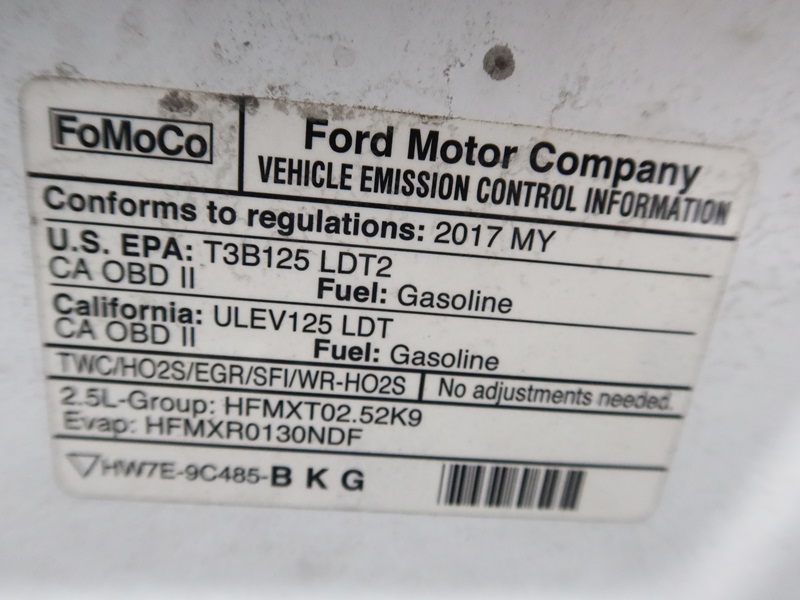 FoMoCo
Ford Motor Company
VEHICLE EMISSION CONTROL INFORMATION
Conforms to regulations: 2017 MY
U.S. EPA: T3B125 LDT2
CA OBD II Fuel: Gasoline
California: ULEV125 LDT
CA OBD II Fuel: Gasoline
TWC/HO2S/EGR/SFI/WR-HO2S No adjustments needed.
2.5L-Group: HFMXT02.52K9
Evap: HFMXR0130NDF
HW7E-9C485-B K G